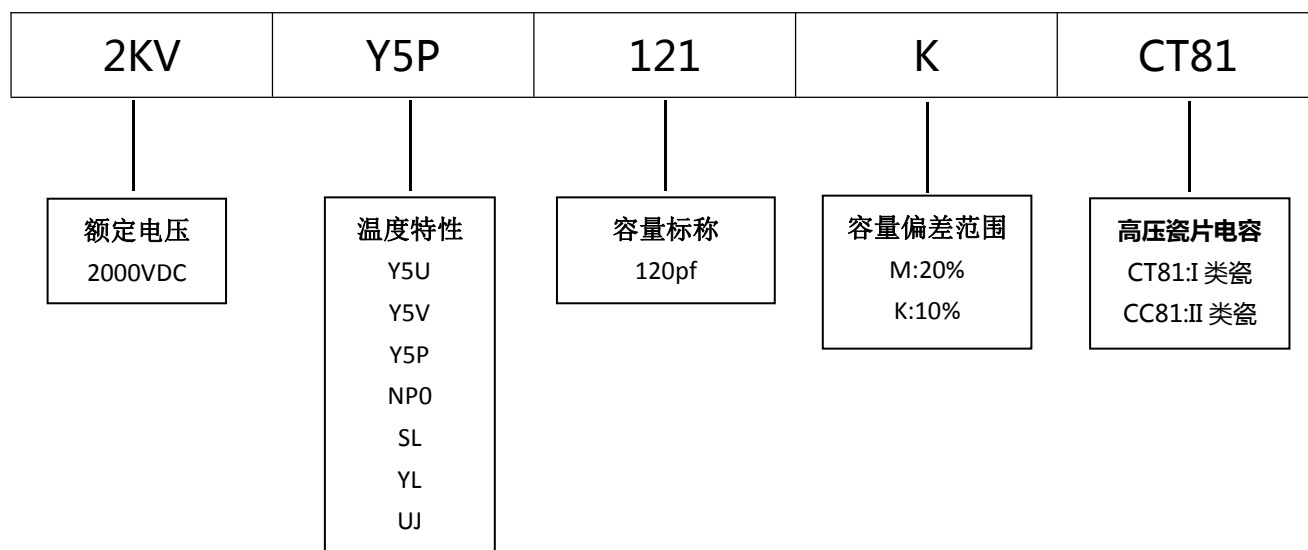 2KV Y5P 121 K CT81
额定电压
2000VDC
温度特性
Y5U
Y5V
Y5P
NP0
SL
YL
UJ
容量标称
120pf
容量偏差范围
M:20%
K:10%
高压瓷片电容
CT81:I 类瓷
CC81:II 类瓷